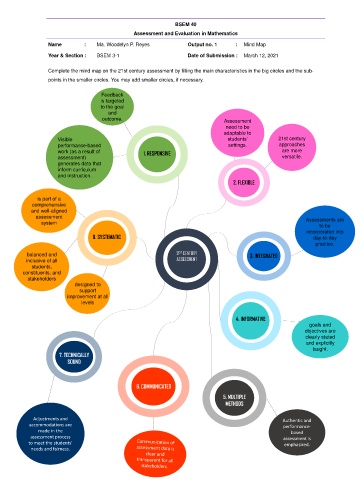 BSEM 40
Assessment and Evaluation in Mathematics
Name : Ms. Woodelyn P. Reyes Output no. 1 : Mind Map
Year & Section : BSEM 3-1 Date of Submission : March 12, 2021
Complete the mind map on the 21st century assessment by filling the main characteristics in the big circles and the sub-
points in the smaller circles. You may add smaller circles, if necessary.
Feedback
is targeted
to the goal
and
outcome.
Visible
performance-based
work (as a result of
assessment)
generates data that
inform curriculum
and instruction.
1. RESPONSIVE
Assessment
need to be
adaptable to
students'
settings.
21st century
approaches
are more
versatile.
2. FLEXIBLE
is part of a
comprehensive
and well-aligned
assessment
system
balanced and
inclusive of all
students,
constituents, and
stakeholders
designed to
support
improvement at all
levels
8. SYSTEMATIC
21ST CENTURY
ASSESSMENT
Assessments are
to be
incorporated into
day-to-day
practice.
3. INTEGRATED
4. INFORMATIVE
goals and
objectives are
clearly stated
and explicitly
taught.
7. TECHNICALLY
SOUND
6. COMMUNICATED
5. MULTIPLE
METHODS
Adjustments and
accommodations are
made in the
assessment process
to meet the students'
needs and fairness.
Communication of
assessment data is
clear and
transparent for all
stakeholders.
Authentic and
performance-
based
assessment is
emphasized.